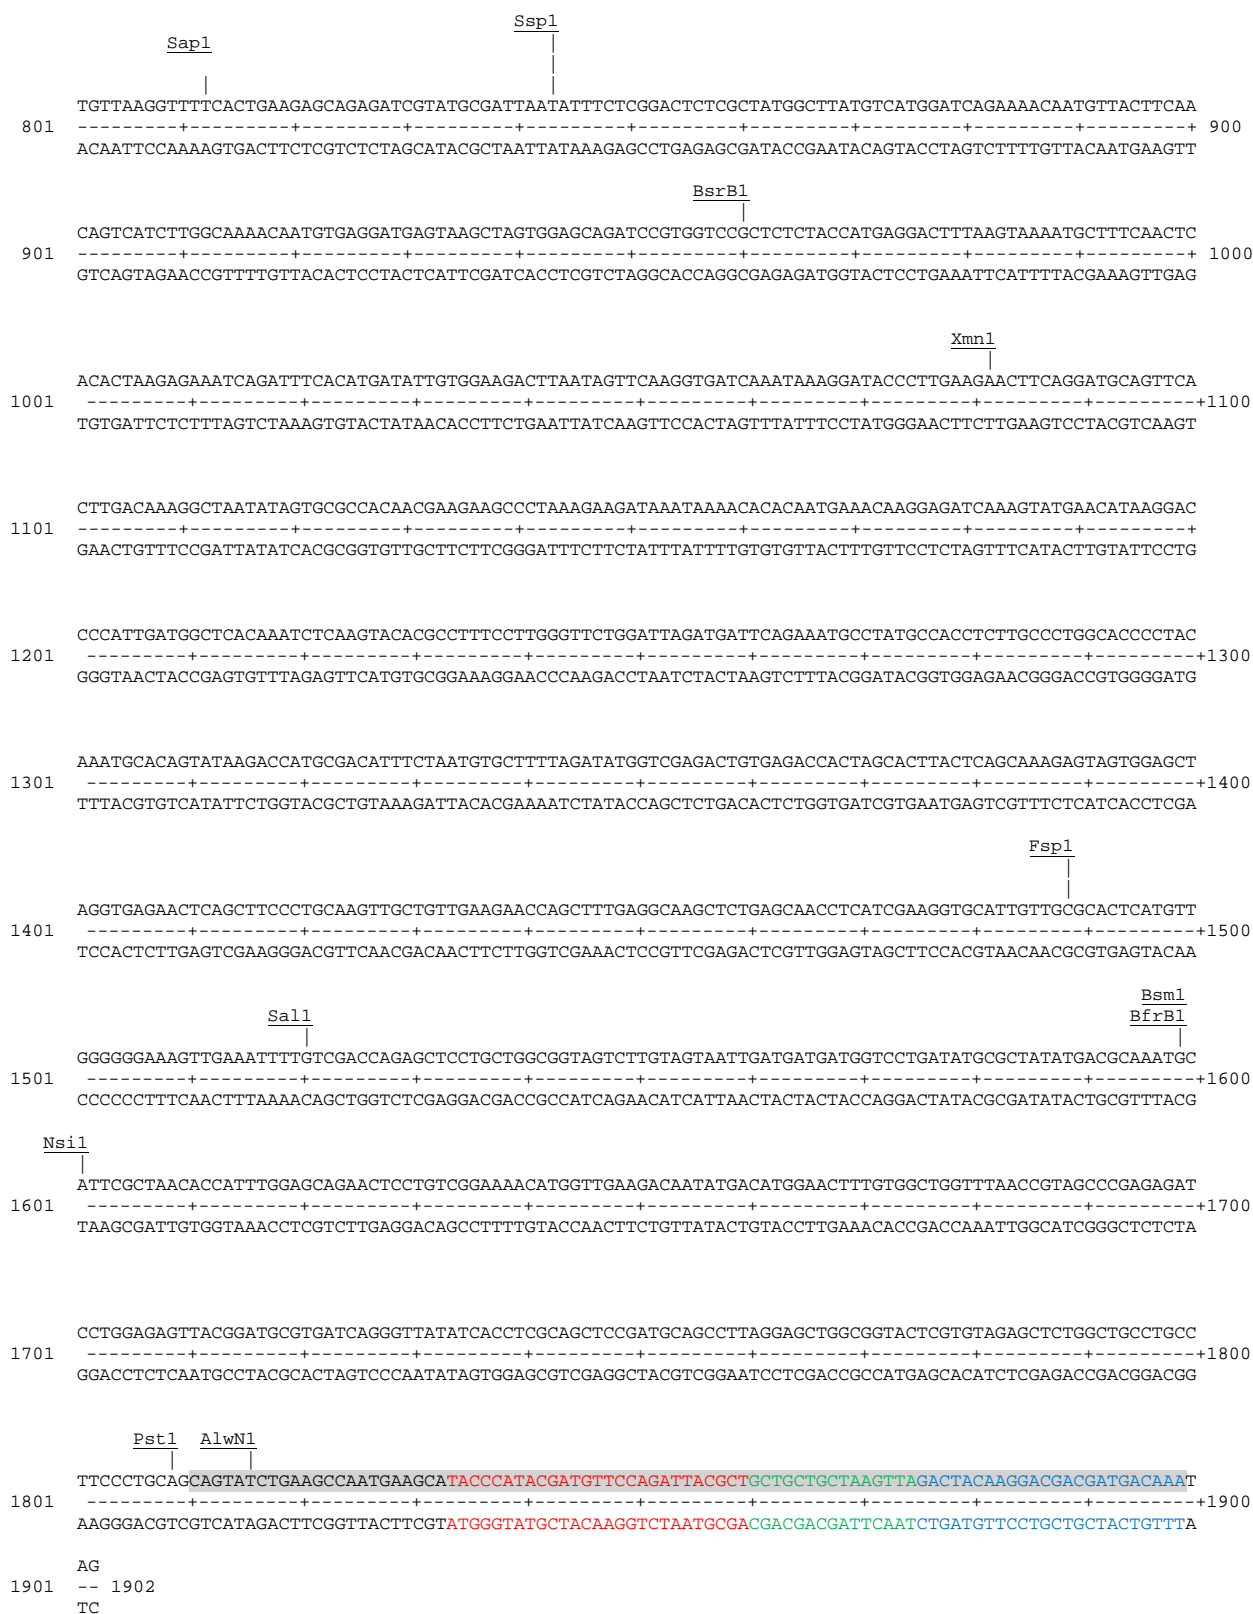 Ssp1
Sap1
|
|
| |
TGTTAAGGTTTTCACTGAAGAGCAGAGATCGTATGCGATTAATATTTCTCGGACTCTCGCTATGGCTTATGTCATGGATCAGAAAACAATGTTACTTCAA
801 ---------+---------+---------+---------+---------+---------+---------+---------+---------+---------+ 900
ACAATTCCAAAAGTGACTTCTCGTCTCTAGCATACGCTAATTATAAAGAGCCTGAGAGCGATACCGAATACAGTACCTAGTCTTTTGTTACAATGAAGTT
BsrB1
|
CAGTCATCTTGGCAAAACAATGTGAGGATGAGTAAGCTAGTGGAGCAGATCCGTGGTCCGCTCTCTACCATGAGGACTTTAAGTAAAATGCTTTCAACTC
901 ---------+---------+---------+---------+---------+---------+---------+---------+---------+---------+ 1000
GTCAGTAGAACCGTTTTGTTACACTCCTACTCATTCGATCACCTCGTCTAGGCACCAGGCGAGAGATGGTACTCCTGAAATTCATTTTACGAAAGTTGAG
Xmn1
|
ACACTAAGAGAAATCAGATTTCACATGATATTGTGGAAGACTTAATAGTTCAAGGTGATCAAATAAAGGATACCCTTGAAGAACTTCAGGATGCAGTTCA
1001 ---------+---------+---------+---------+---------+---------+---------+---------+---------+---------+1100
TGTGATTCTCTTTAGTCTAAAGTGTACTATAACACCTTCTGAATTATCAAGTTCCACTAGTTTATTTCCTATGGGAACTTCTTGAAGTCCTACGTCAAGT
CTTGACAAAGGCTAATATAGTGCGCCACAACGAAGAAGCCCTAAAGAAGATAAATAAAACACACAATGAAACAAGGAGATCAAAGTATGAACATAAGGAC
1101 ---------+---------+---------+---------+---------+---------+---------+---------+---------+---------+
GAACTGTTTCCGATTATATCACGCGGTGTTGCTTCTTCGGGATTTCTTCTATTTATTTTGTGTGTTACTTTGTTCCTCTAGTTTCATACTTGTATTCCTG
CCCATTGATGGCTCACAAATCTCAAGTACACGCCTTTCCTTGGGTTCTGGATTAGATGATTCAGAAATGCCTATGCCACCTCTTGCCCTGGCACCCCTAC
1201 ---------+---------+---------+---------+---------+---------+---------+---------+---------+---------+1300
GGGTAACTACCGAGTGTTTAGAGTTCATGTGCGGAAAGGAACCCAAGACCTAATCTACTAAGTCTTTACGGATACGGTGGAGAACGGGACCGTGGGGATG
AAATGCACAGTATAAGACCATGCGACATTTCTAATGTGCTTTTAGATATGGTCGAGACTGTGAGACCACTAGCACTTACTCAGCAAAGAGTAGTGGAGCT
1301 ---------+---------+---------+---------+---------+---------+---------+---------+---------+---------+1400
TTTACGTGTCATATTCTGGTACGCTGTAAAGATTACACGAAAATCTATACCAGCTCTGACACTCTGGTGATCGTGAATGAGTCGTTTCTCATCACCTCGA
Fsp1
|
|
AGGTGAGAACTCAGCTTCCCTGCAAGTTGCTGTTGAAGAACCAGCTTTGAGGCAAGCTCTGAGCAACCTCATCGAAGGTGCATTGTTGCGCACTCATGTT
1401 ---------+---------+---------+---------+---------+---------+---------+---------+---------+---------+1500
TCCACTCTTGAGTCGAAGGGACGTTCAACGACAACTTCTTGGTCGAAACTCCGTTCGAGACTCGTTGGAGTAGCTTCCACGTAACAACGCGTGAGTACAA
Bsm1
Sal1 BfrB1
| |
GGGGGGAAAGTTGAAATTTTGTCGACCAGAGCTCCTGCTGGCGGTAGTCTTGTAGTAATTGATGATGATGGTCCTGATATGCGCTATATGACGCAAATGC
1501 ---------+---------+---------+---------+---------+---------+---------+---------+---------+---------+1600
CCCCCCTTTCAACTTTAAAACAGCTGGTCTCGAGGACGACCGCCATCAGAACATCATTAACTACTACTACCAGGACTATACGCGATATACTGCGTTTACG
Nsi1
|
ATTCGCTAACACCATTTGGAGCAGAACTCCTGTCGGAAAACATGGTTGAAGACAATATGACATGGAACTTTGTGGCTGGTTTAACCGTAGCCCGAGAGAT
1601 ---------+---------+---------+---------+---------+---------+---------+---------+---------+---------+1700
TAAGCGATTGTGGTAAACCTCGTCTTGAGGACAGCCTTTTGTACCAACTTCTGTTATACTGTACCTTGAAACACCGACCAAATTGGCATCGGGCTCTCTA
CCTGGAGAGTTACGGATGCGTGATCAGGGTTATATCACCTCGCAGCTCCGATGCAGCCTTAGGAGCTGGCGGTACTCGTGTAGAGCTCTGGCTGCCTGCC
1701 ---------+---------+---------+---------+---------+---------+---------+---------+---------+---------+1800
GGACCTCTCAATGCCTACGCACTAGTCCCAATATAGTGGAGCGTCGAGGCTACGTCGGAATCCTCGACCGCCATGAGCACATCTCGAGACCGACGGACGG
Pst1 AlwN1
| |
TTCCCTGCAGCAGTATCTGAAGCCAATGAAGCATACCCATACGATGTTCCAGATTACGCTGCTGCTGCTAAGTTAGACTACAAGGACGACGATGACAAAT
1801 ---------+---------+---------+---------+---------+---------+---------+---------+---------+---------+1900
AAGGGACGTCGTCATAGACTTCGGTTACTTCGTATGGGTATGCTACAAGGTCTAATGCGACGACGACGATTCAATCTGATGTTCCTGCTGCTACTGTTTA
AG
1901 -- 1902
TC